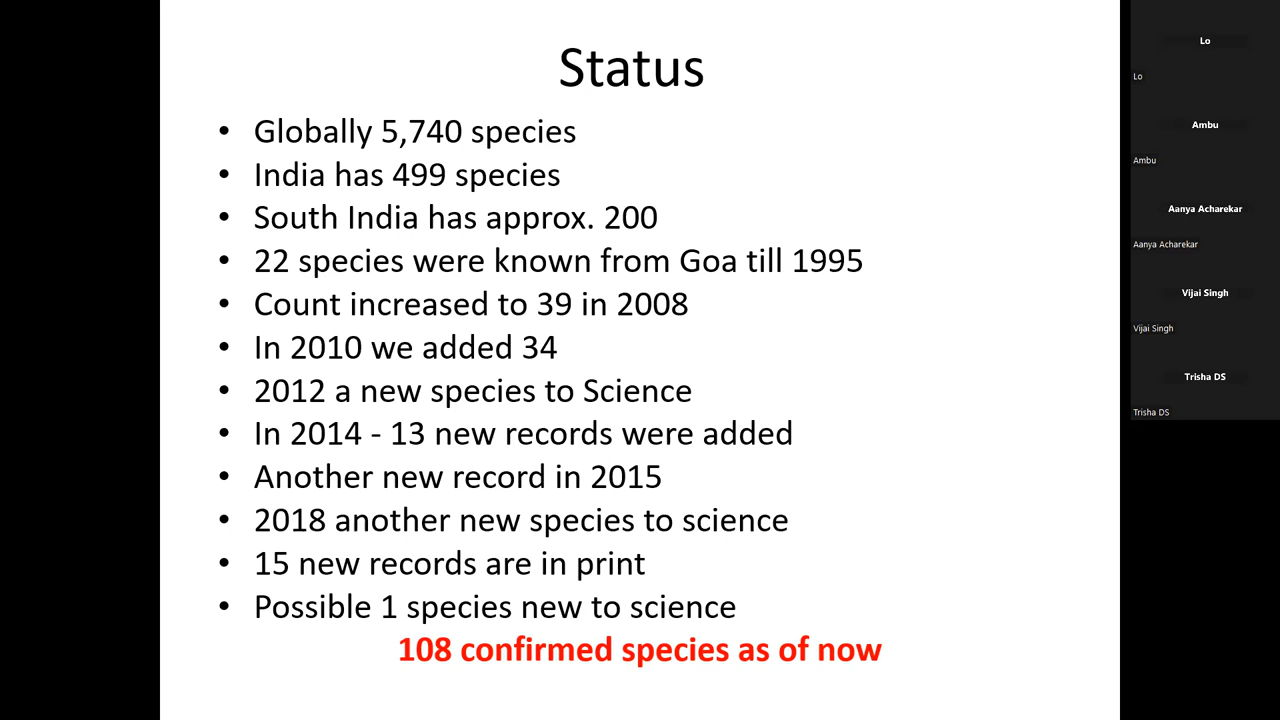 Status
• Globally 5,740 species
• India has 499 species
• South India has approx. 200
• 22 species were known from Goa till 1995
• Count increased to 39 in 2008
• In 2010 we added 34
• 2012 a new species to Science
• In 2014 - 13 new records were added
• Another new record in 2015
• 2018 another new species to science
• 15 new records are in print
• Possible 1 species new to science
108 confirmed species as of now
Lo
Lo
Ambu
Ambu
Aanya Acharekar
Aanya Acharekar
Vijai Singh
Vijai Singh
Trisha DS
Trisha DS